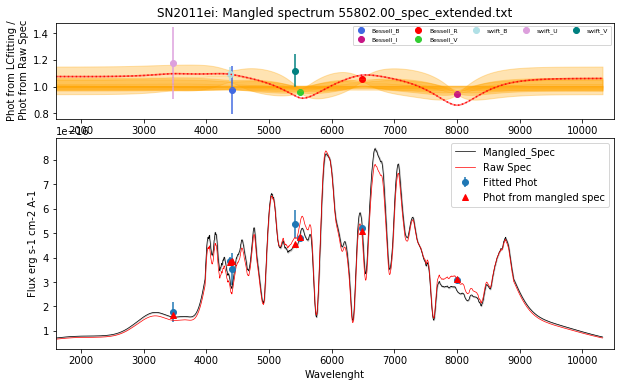 SN2011ei: Mangled spectrum 55802.00_spec_extended.txt
Phot from LCfitting /
Phot from Raw Spec
1.4
1.2
1.0
0.8
Bessell_B
Bessell_I
Bessell_R
Bessell_V
swift_B
swift_U
swift_V
2000 3000 4000 5000 6000 7000 8000 9000 10000
1e−16
Flux erg s-1 cm-2 A-1
8
7
6
5
4
3
2
1
Mangled_Spec
Raw Spec
Fitted Phot
Phot from mangled spec
2000 3000 4000 5000 6000 7000 8000 9000 10000
Wavelenght